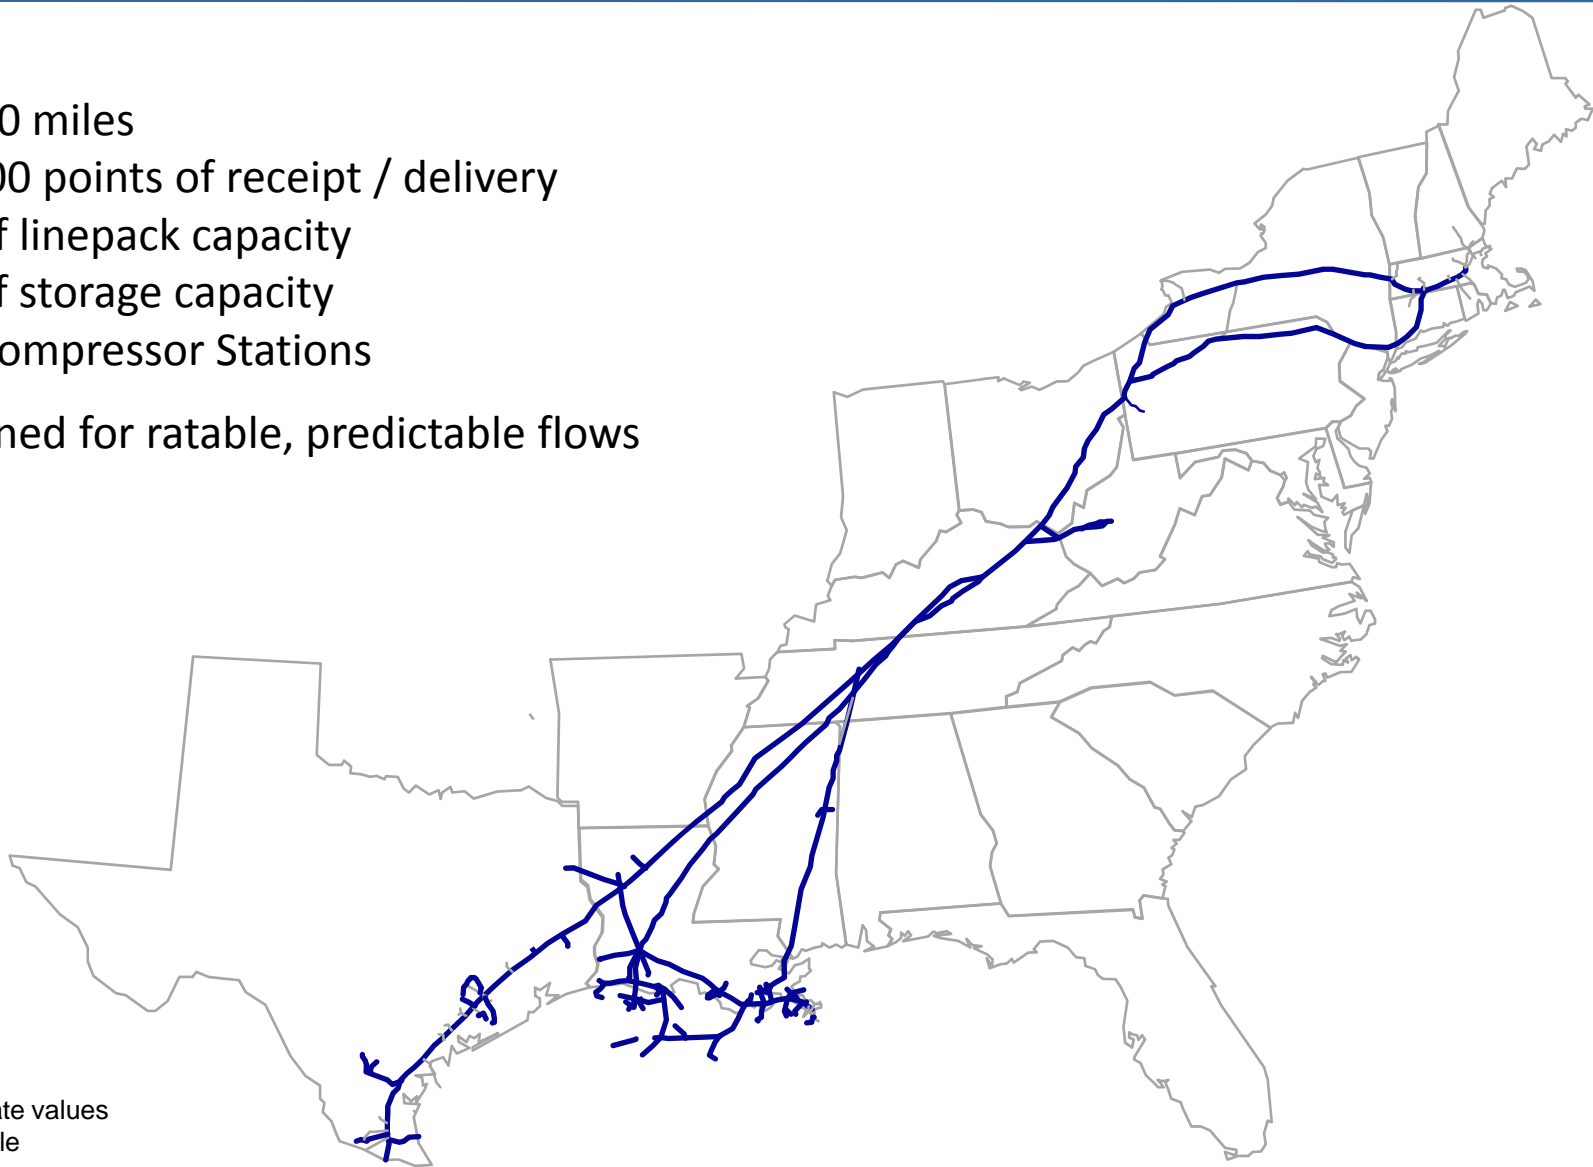 0 miles
00 points of receipt / delivery
f linepack capacity
f storage capacity
ompressor Stations
ned for ratable, predictable flows
ate values
le